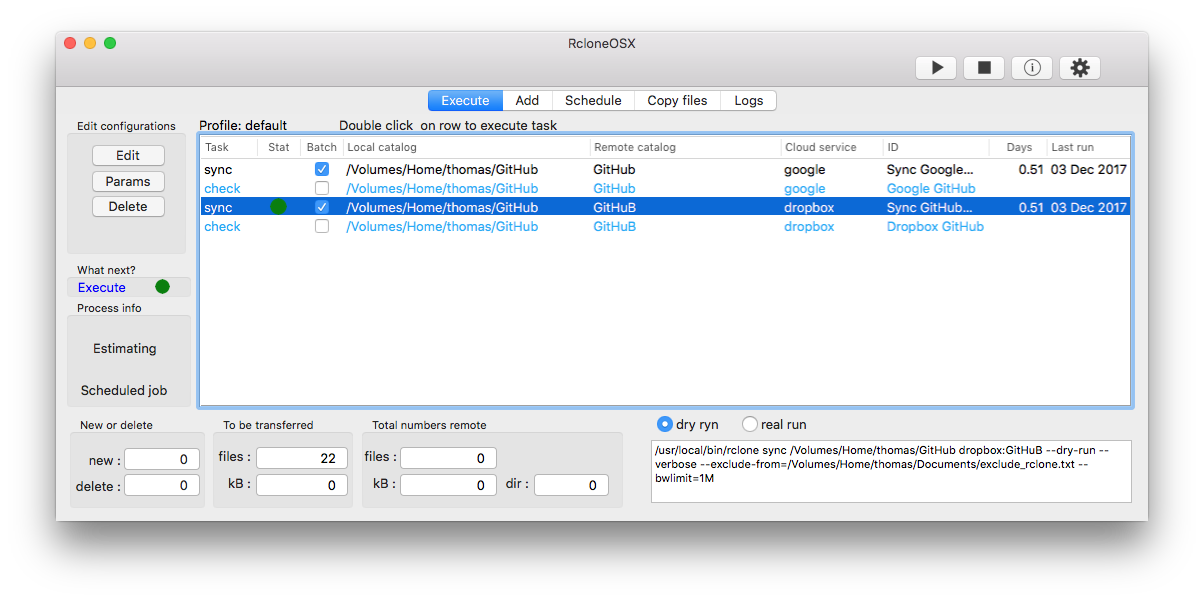 RcloneOSX
Execute Add Schedule Copy files Logs
Edit configurations
Profile: default Double click on row to execute task
Edit
Params
Delete
Task Stat Batch Local catalog Remote catalog Cloud service ID Days Last run
sync /Volumes/Home/thomas/GitHub GitHub google Sync Google... 0.51 03 Dec 2017
check /Volumes/Home/thomas/GitHub GitHub google Google GitHub
sync /Volumes/Home/thomas/GitHub GitHuB dropbox Sync GitHub... 0.51 03 Dec 2017
check /Volumes/Home/thomas/GitHub GitHuB dropbox Dropbox GitHub
What next?
Execute
Process info
Estimating
Scheduled job
New or delete
new : 0
delete : 0
To be transferred
files : 22
kB : 0
Total numbers remote
files : 0
kB : 0 dir : 0
dry ryn real run
/usr/local/bin/rclone sync /Volumes/Home/thomas/GitHub dropbox:GitHuB --dry-run --
verbose --exclude-from=/Volumes/Home/thomas/Documents/exclude_rclone.txt --
bwlimit=1M